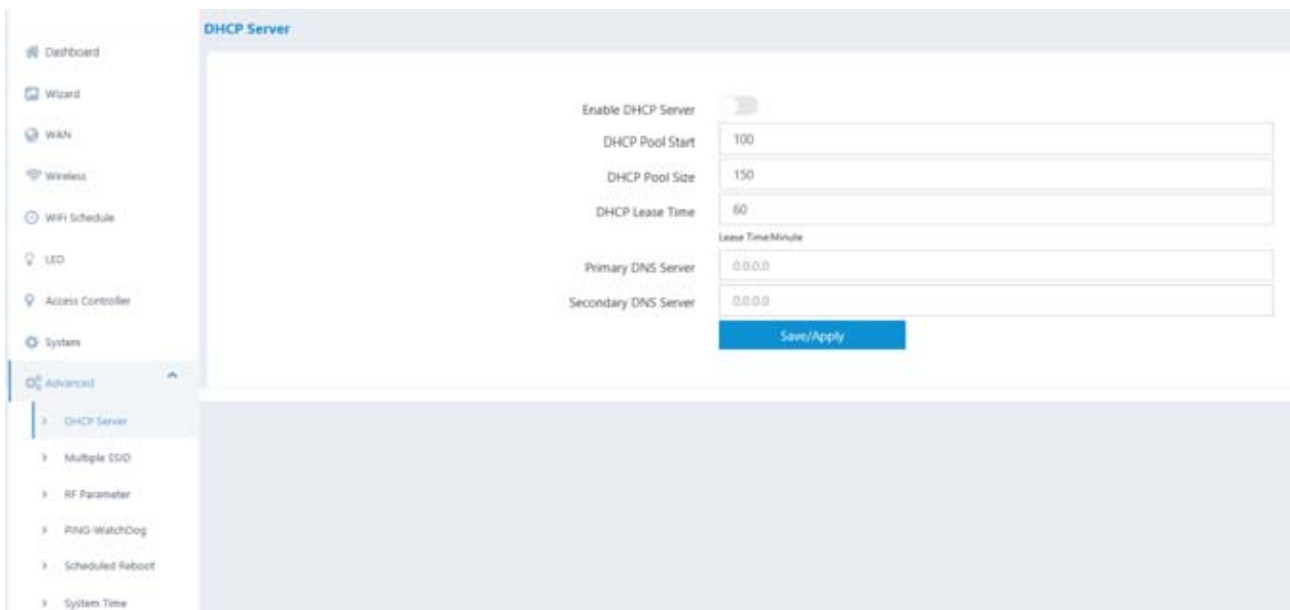 DHCP Server
Dashboard
Wizard
WAN
Wireless
WiFi Schedule
LED
Access Controller
System
Advanced
DHCP Server
Multiple SSID
RF Parameter
PING-WatchDog
Scheduled Reboot
System Time
Enable DHCP Server
DHCP Pool Start 100
DHCP Pool Size 150
DHCP Lease Time 60
Lease Time:Minute
Primary DNS Server 0.0.0.0
Secondary DNS Server 0.0.0.0
Save/Apply